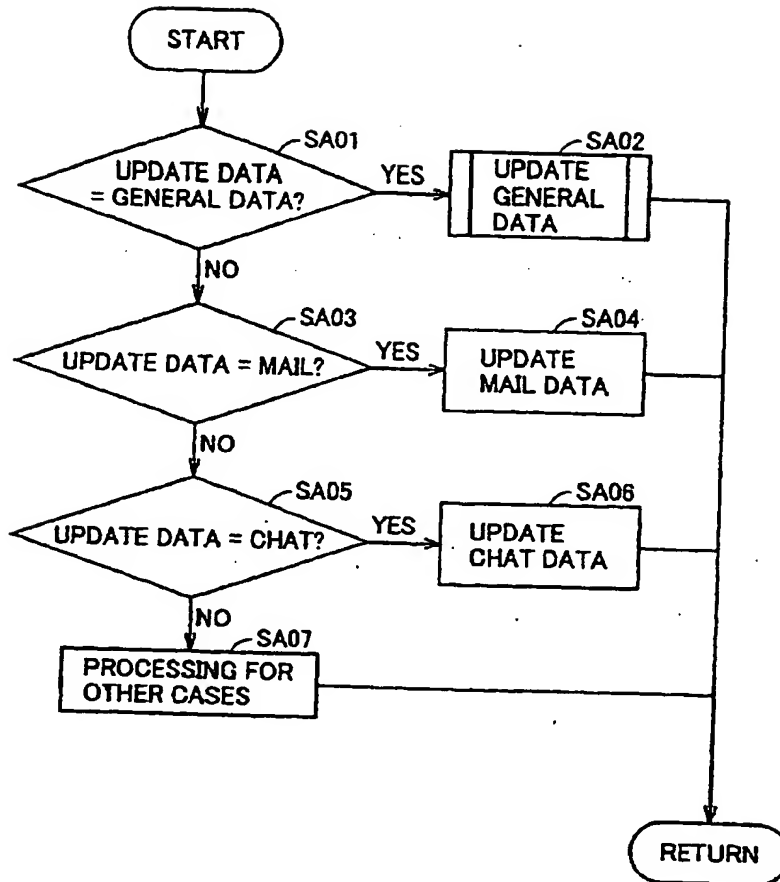 START
SA01
UPDATE DATA
= GENERAL DATA?
YES
SA02
UPDATE
GENERAL
DATA
NO
SA03
UPDATE DATA = MAIL?
YES
SA04
UPDATE
MAIL DATA
NO
SA05
UPDATE DATA = CHAT?
YES
SA06
UPDATE
CHAT DATA
NO
SA07
PROCESSING FOR
OTHER CASES
RETURN